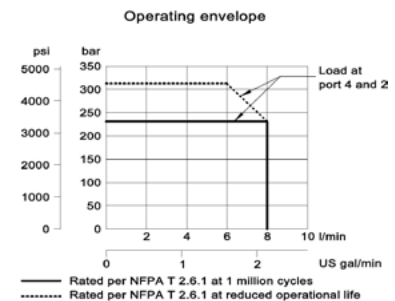 Operating envelope
psi bar
5000 350
300
4000 250
3000 200
2000 150
100
1000 50
0 0
Load at
port 4 and 2
2 4 6 8 10 l/min
0 1 2 US gal/min
Rated per NFPA T 2.6.1 at 1 million cycles
Rated per NFPA T 2.6.1 at reduced operational life